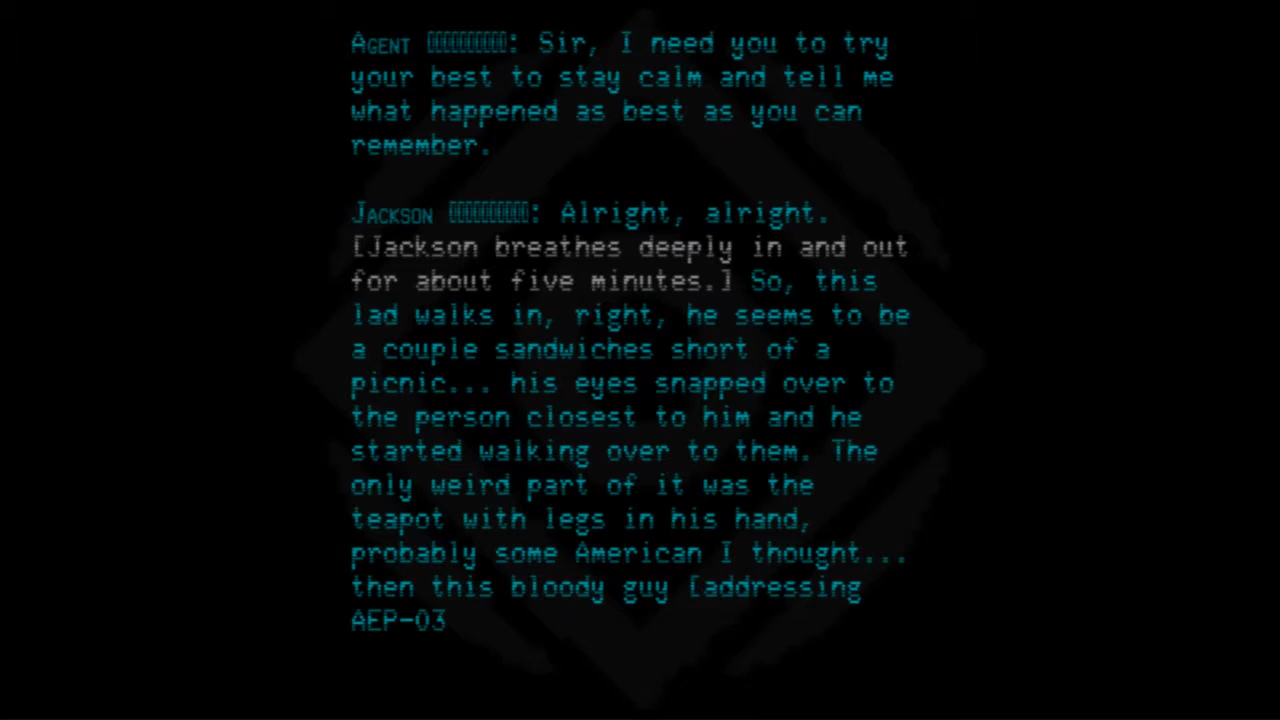 Agent ▯▯▯▯▯▯▯▯▯▯: Sir, I need you to try
your best to stay calm and tell me
what happened as best as you can
remember.
Jackson ▯▯▯▯▯▯▯▯▯▯: Alright, alright.
[Jackson breathes deeply in and out
for about five minutes.] So, this
lad walks in, right, he seems to be
a couple sandwiches short of a
picnic... his eyes snapped over to
the person closest to him and he
started walking over to them. The
only weird part of it was the
teapot with legs in his hand,
probably some American I thought...
then this bloody guy [addressing
AEP-03